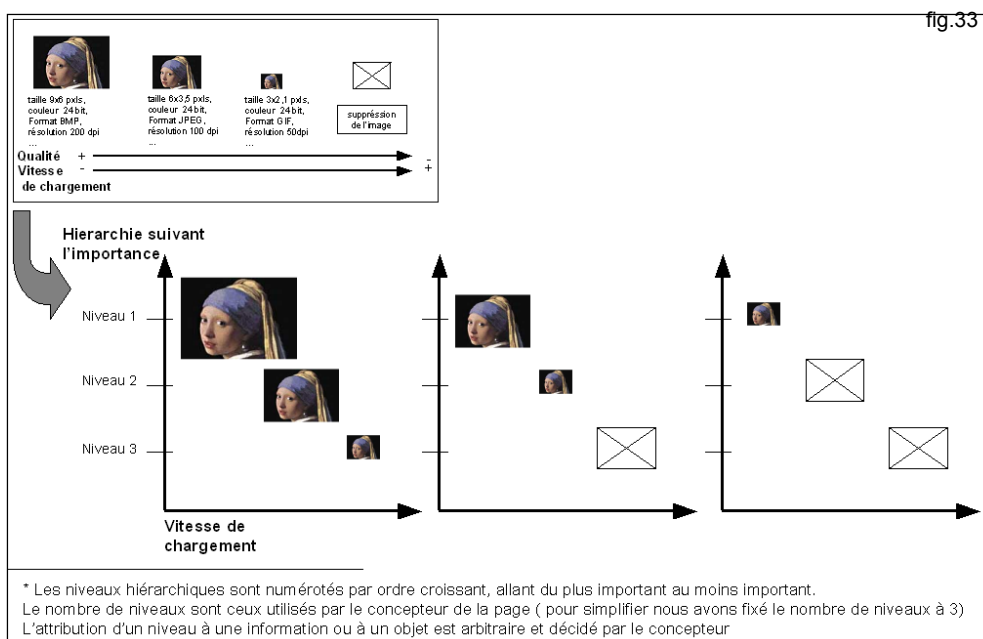 fig.33
taille 9x6 pxls,
couleur 24bit,
Format BMP,
résolution 200 dpi
...
taille 6x3,5 pxls,
couleur 24 bit,
Format JPEG,
résolution 100 dpi
...
taille 3x2,1 pxls,
couleur 24 bit,
Format GIF,
résolution 50dpi
...
suppréssion
de l'image
Qualité + -
Vitesse - +
de chargement
Hierarchie suivant
l'importance
Niveau 1
Niveau 2
Niveau 3
Vitesse de
chargement
* Les niveaux hiérarchiques sont numérotés par ordre croissant, allant du plus important au moins important.
Le nombre de niveaux sont ceux utilisés par le concepteur de la page ( pour simplifier nous avons fixé le nombre de niveaux à 3)
L'attribution d'un niveau à une information ou à un objet est arbitraire et décidé par le concepteur